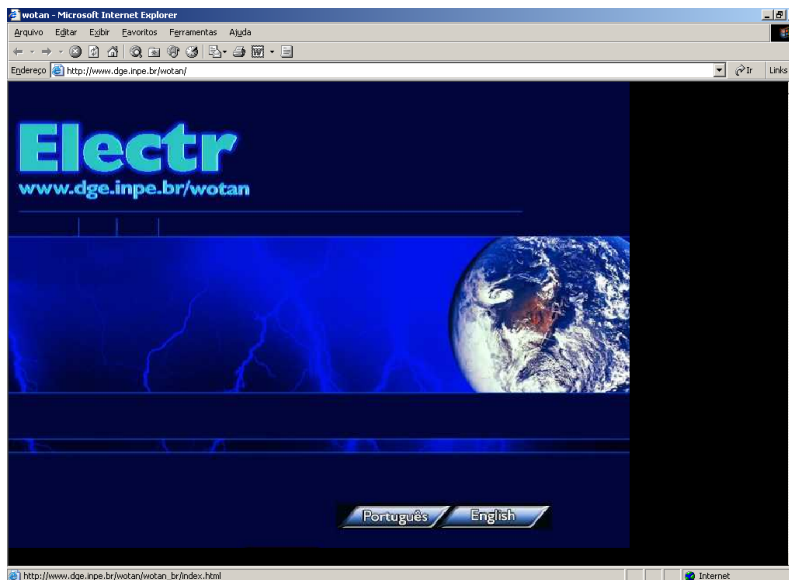 wotan - Microsoft Internet Explorer
Arquivo Editar Exibir Favoritos Ferramentas Ajuda
Endereço http://www.dge.inpe.br/wotan/ Ir Links
Electr
www.dge.inpe.br/wotan
Português English
http://www.dge.inpe.br/wotan/wotan_br/index.html Internet